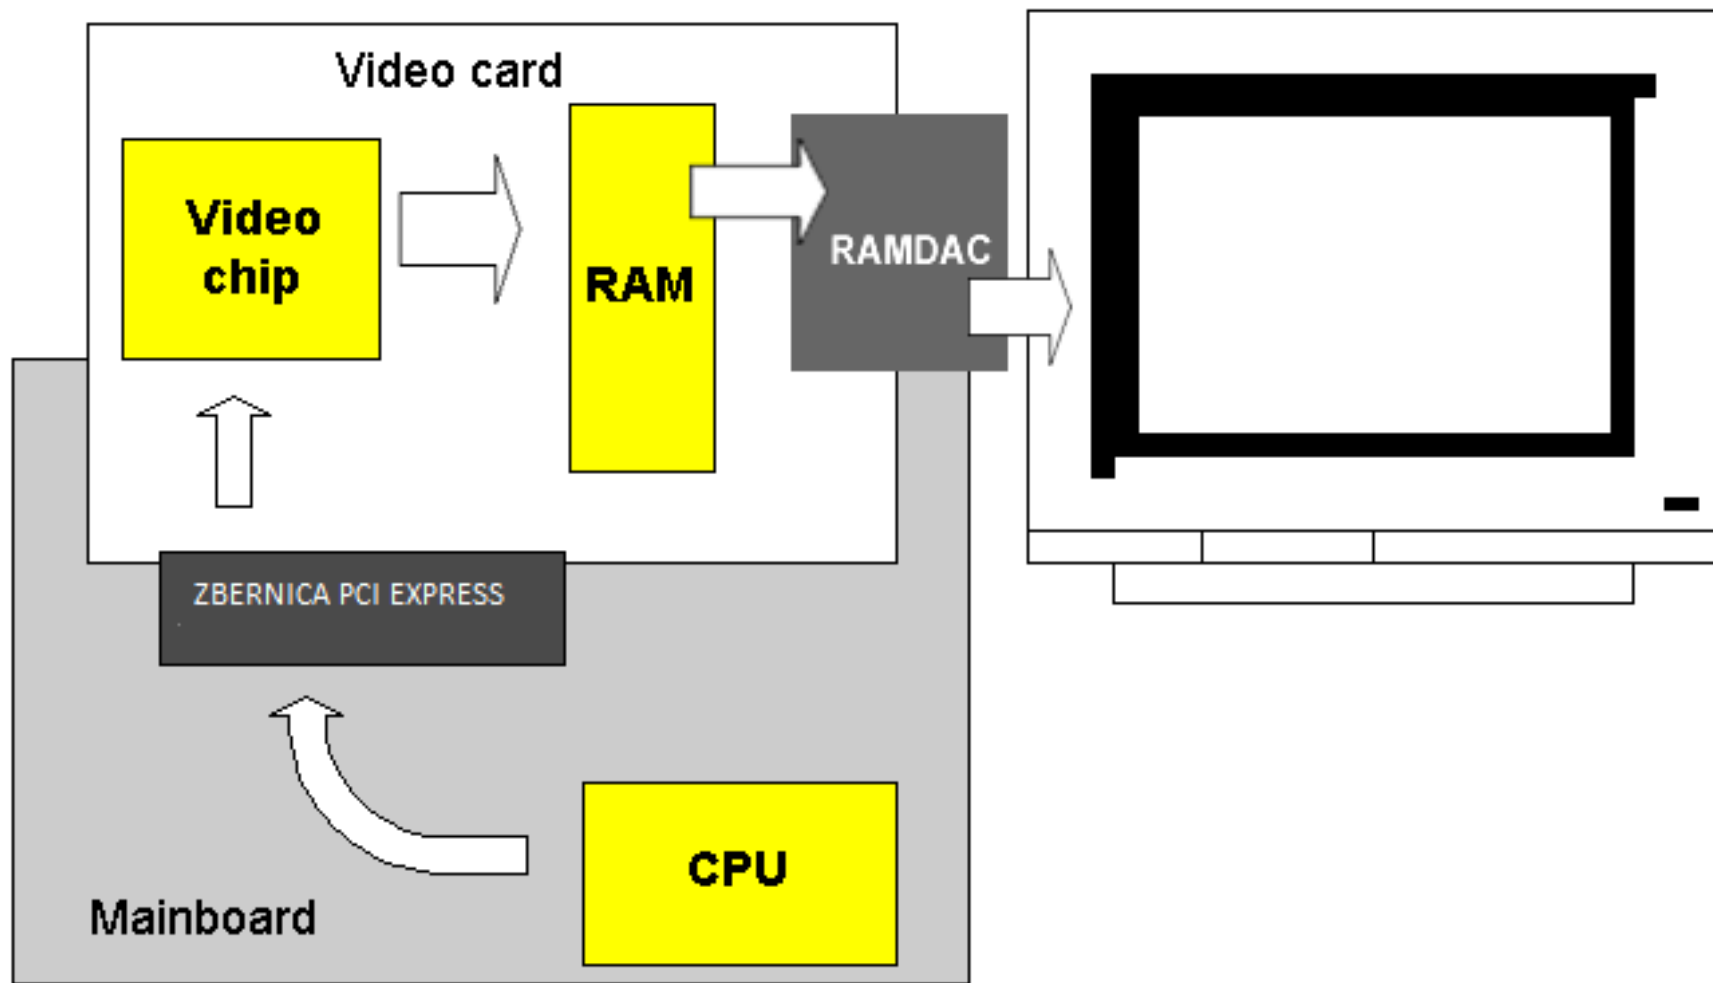 Video card
Video
chip
RAM
RAMDAC
ZBERNICA PCI EXPRESS
CPU
Mainboard